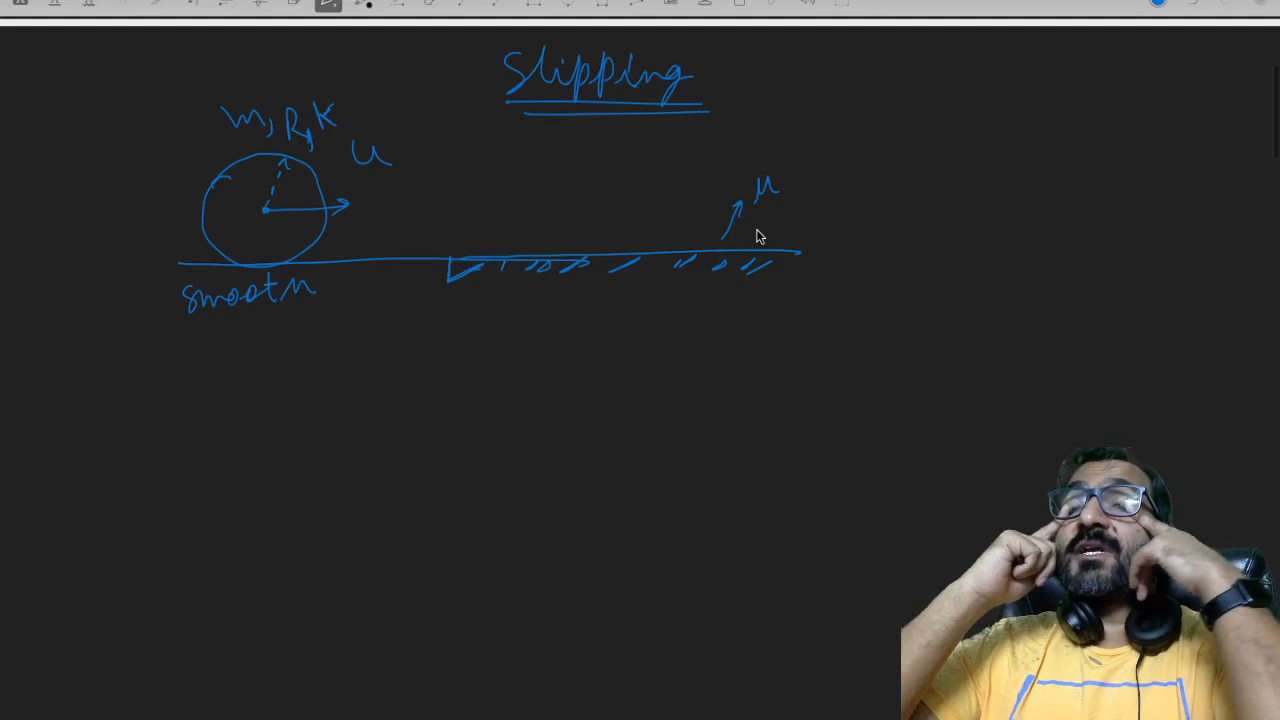 Slipping
m, R, K
u
μ
smooth